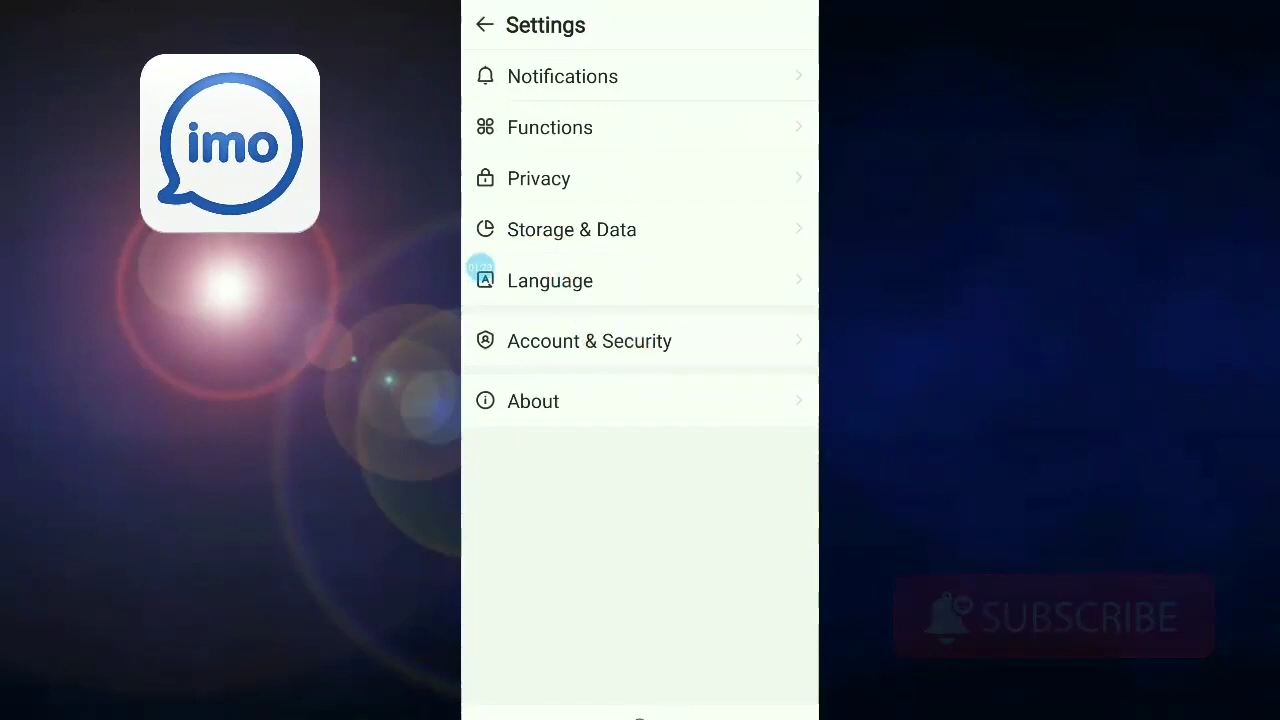 imo
Settings
Notifications
Functions
Privacy
Storage & Data
Language
Account & Security
About
SUBSCRIBE